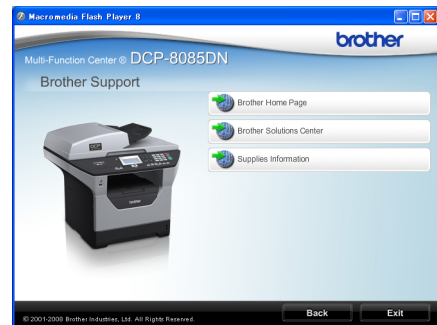 Macromedia Flash Player 8
brother
Multi-Function Center ® DCP-8085DN
Brother Support
Brother Home Page
Brother Solutions Center
Supplies Information
© 2001-2008 Brother Industries, Ltd. All Rights Reserved.
Back
Exit